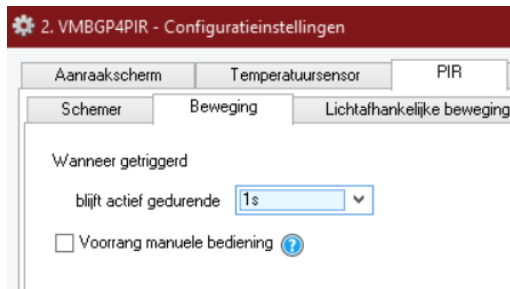 2. VMBGP4PIR - Configuratieinstellingen
Aanraakscherm Temperatuursensor PIR
Schemer Beweging Lichtafhankelijke beweging
Wanneer getriggerd
blijft actief gedurende 1s
Voorrang manuele bediening ?